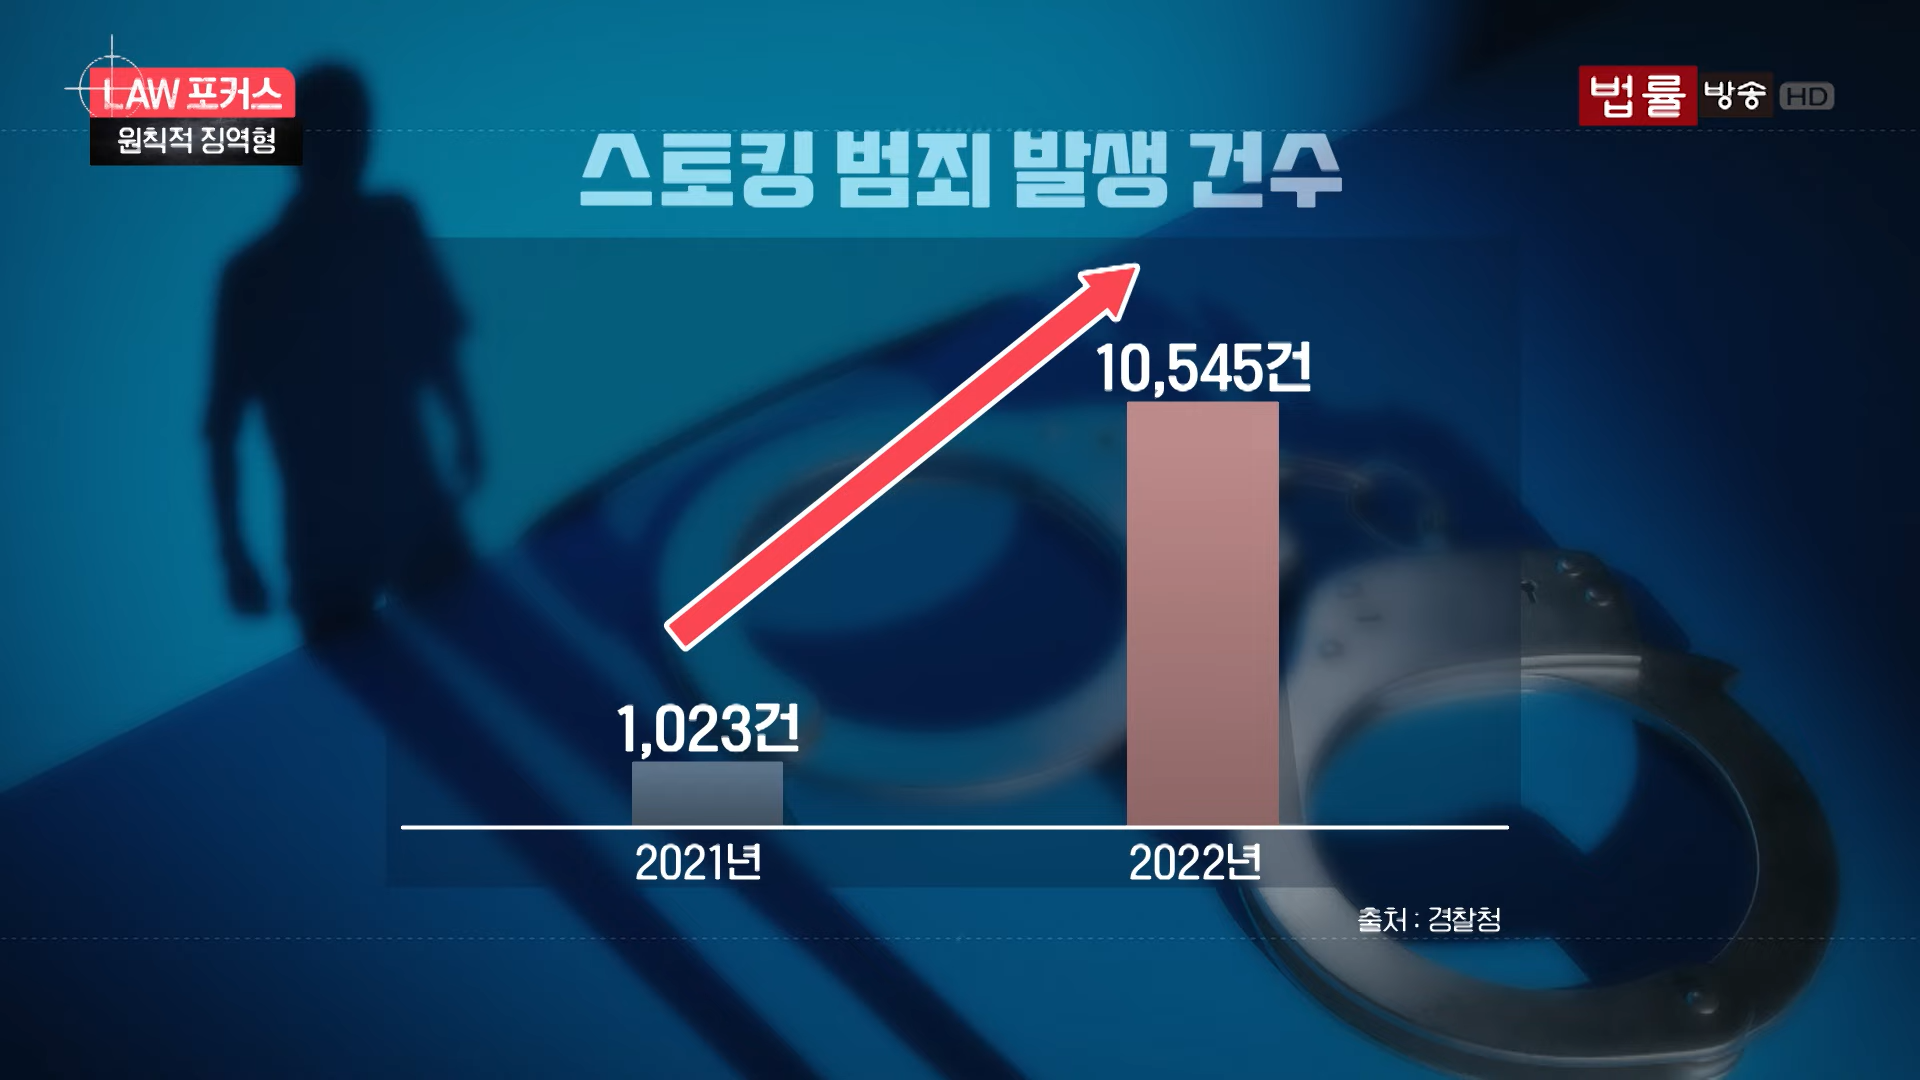 LAW 포커스
원칙적 징역형
법률방송 HD
스토킹 범죄 발생 건수
10,545건
1,023건
2021년
2022년
출처 : 경찰청